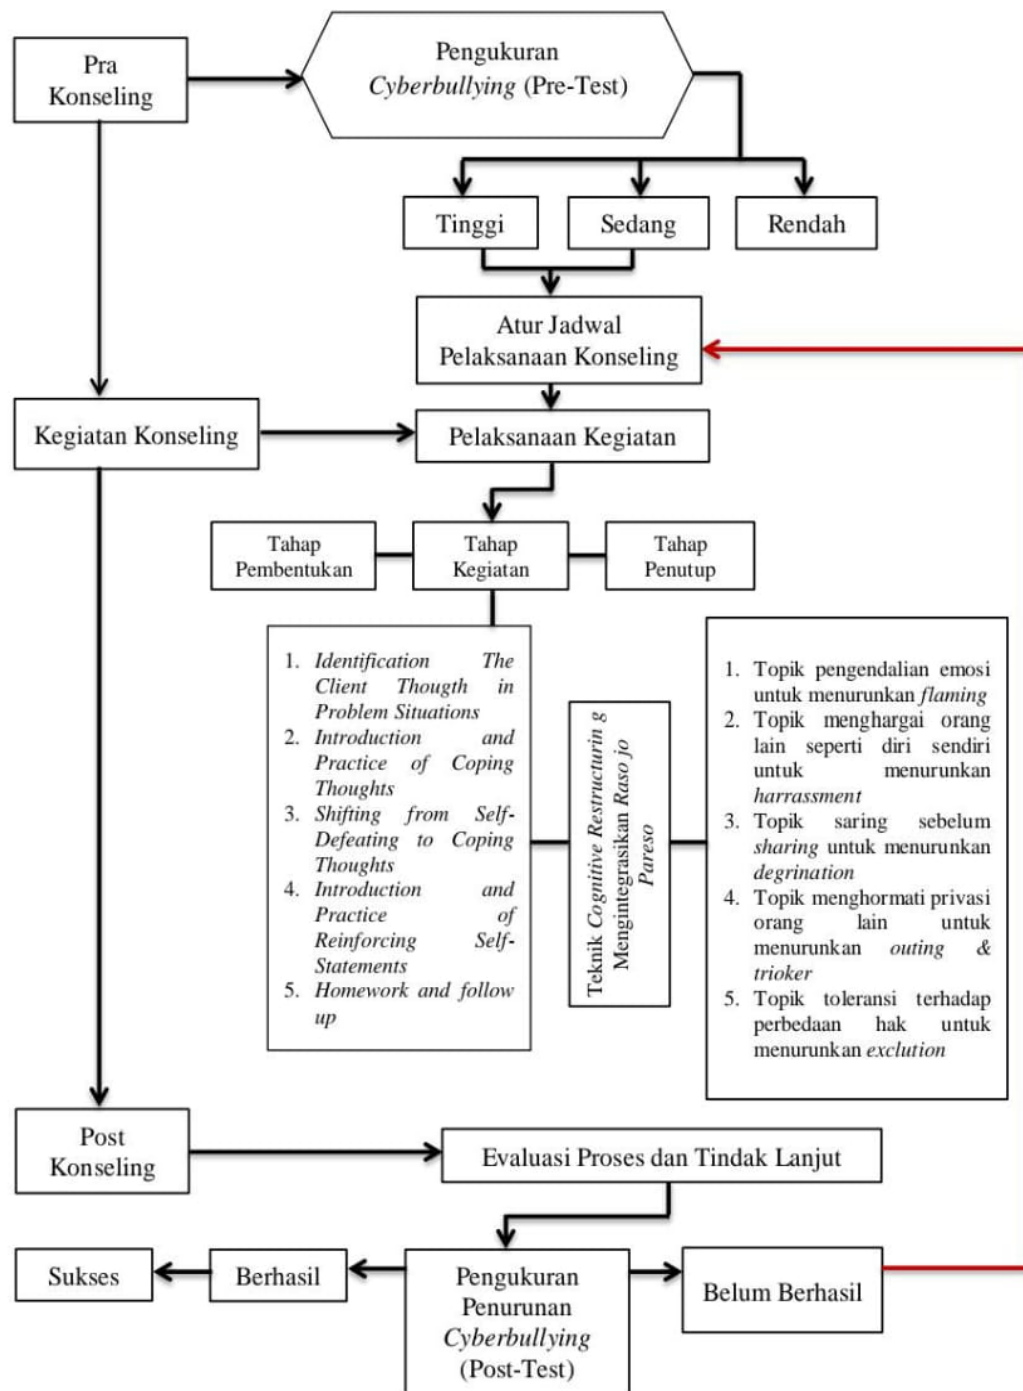 Pra
Konseling
Pengukuran
Cyberbullying (Pre-Test)
Tinggi
Sedang
Rendah
Atur Jadwal
Pelaksanaan Konseling
Kegiatan Konseling
Pelaksanaan Kegiatan
Tahap
Pembentukan
Tahap
Kegiatan
Tahap
Penutup
1. Identification The
Client Thougth in
Problem Situations
2. Introduction and
Practice of Coping
Thoughts
3. Shifting from Self-
Defeating to Coping
Thoughts
4. Introduction and
Practice of
Reinforcing Self-
Statements
5. Homework and follow
up
Teknik Cognitive Restructurin g
Mengintegrasikan Raso jo
Pareso
1. Topik pengendalian emosi
untuk menurunkan flaming
2. Topik menghargai orang
lain seperti diri sendiri
untuk menurunkan
harrassment
3. Topik saring sebelum
sharing untuk menurunkan
degrination
4. Topik menghormati privasi
orang lain untuk
menurunkan outing &
trioker
5. Topik toleransi terhadap
perbedaan hak untuk
menurunkan exclution
Post
Konseling
Evaluasi Proses dan Tindak Lanjut
Sukses
Berhasil
Pengukuran
Penurunan
Cyberbullying
(Post-Test)
Belum Berhasil